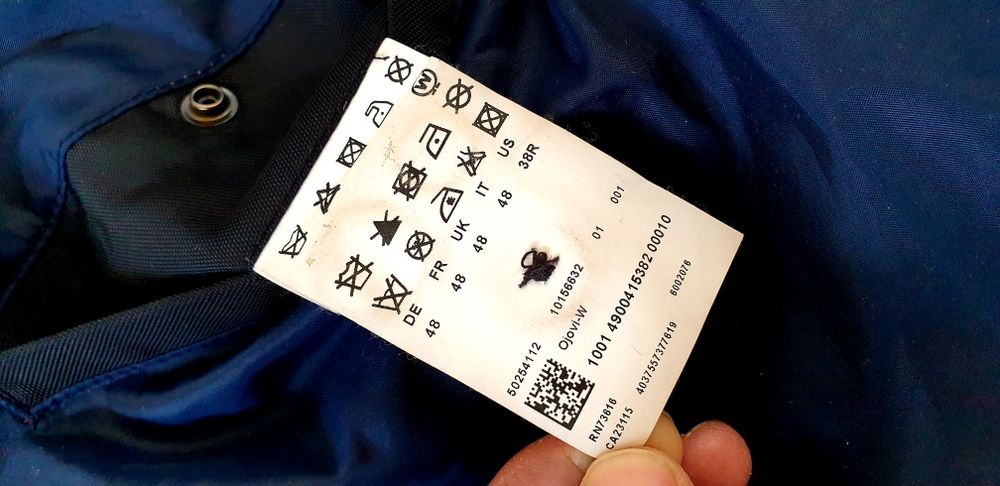 US IT UK FR DE
38R 48 48 48 48
001
01
50254112 10156632
Ojovi-W
1001 4900415382 00010
RN73616 4037557377619 6002076
CA23115